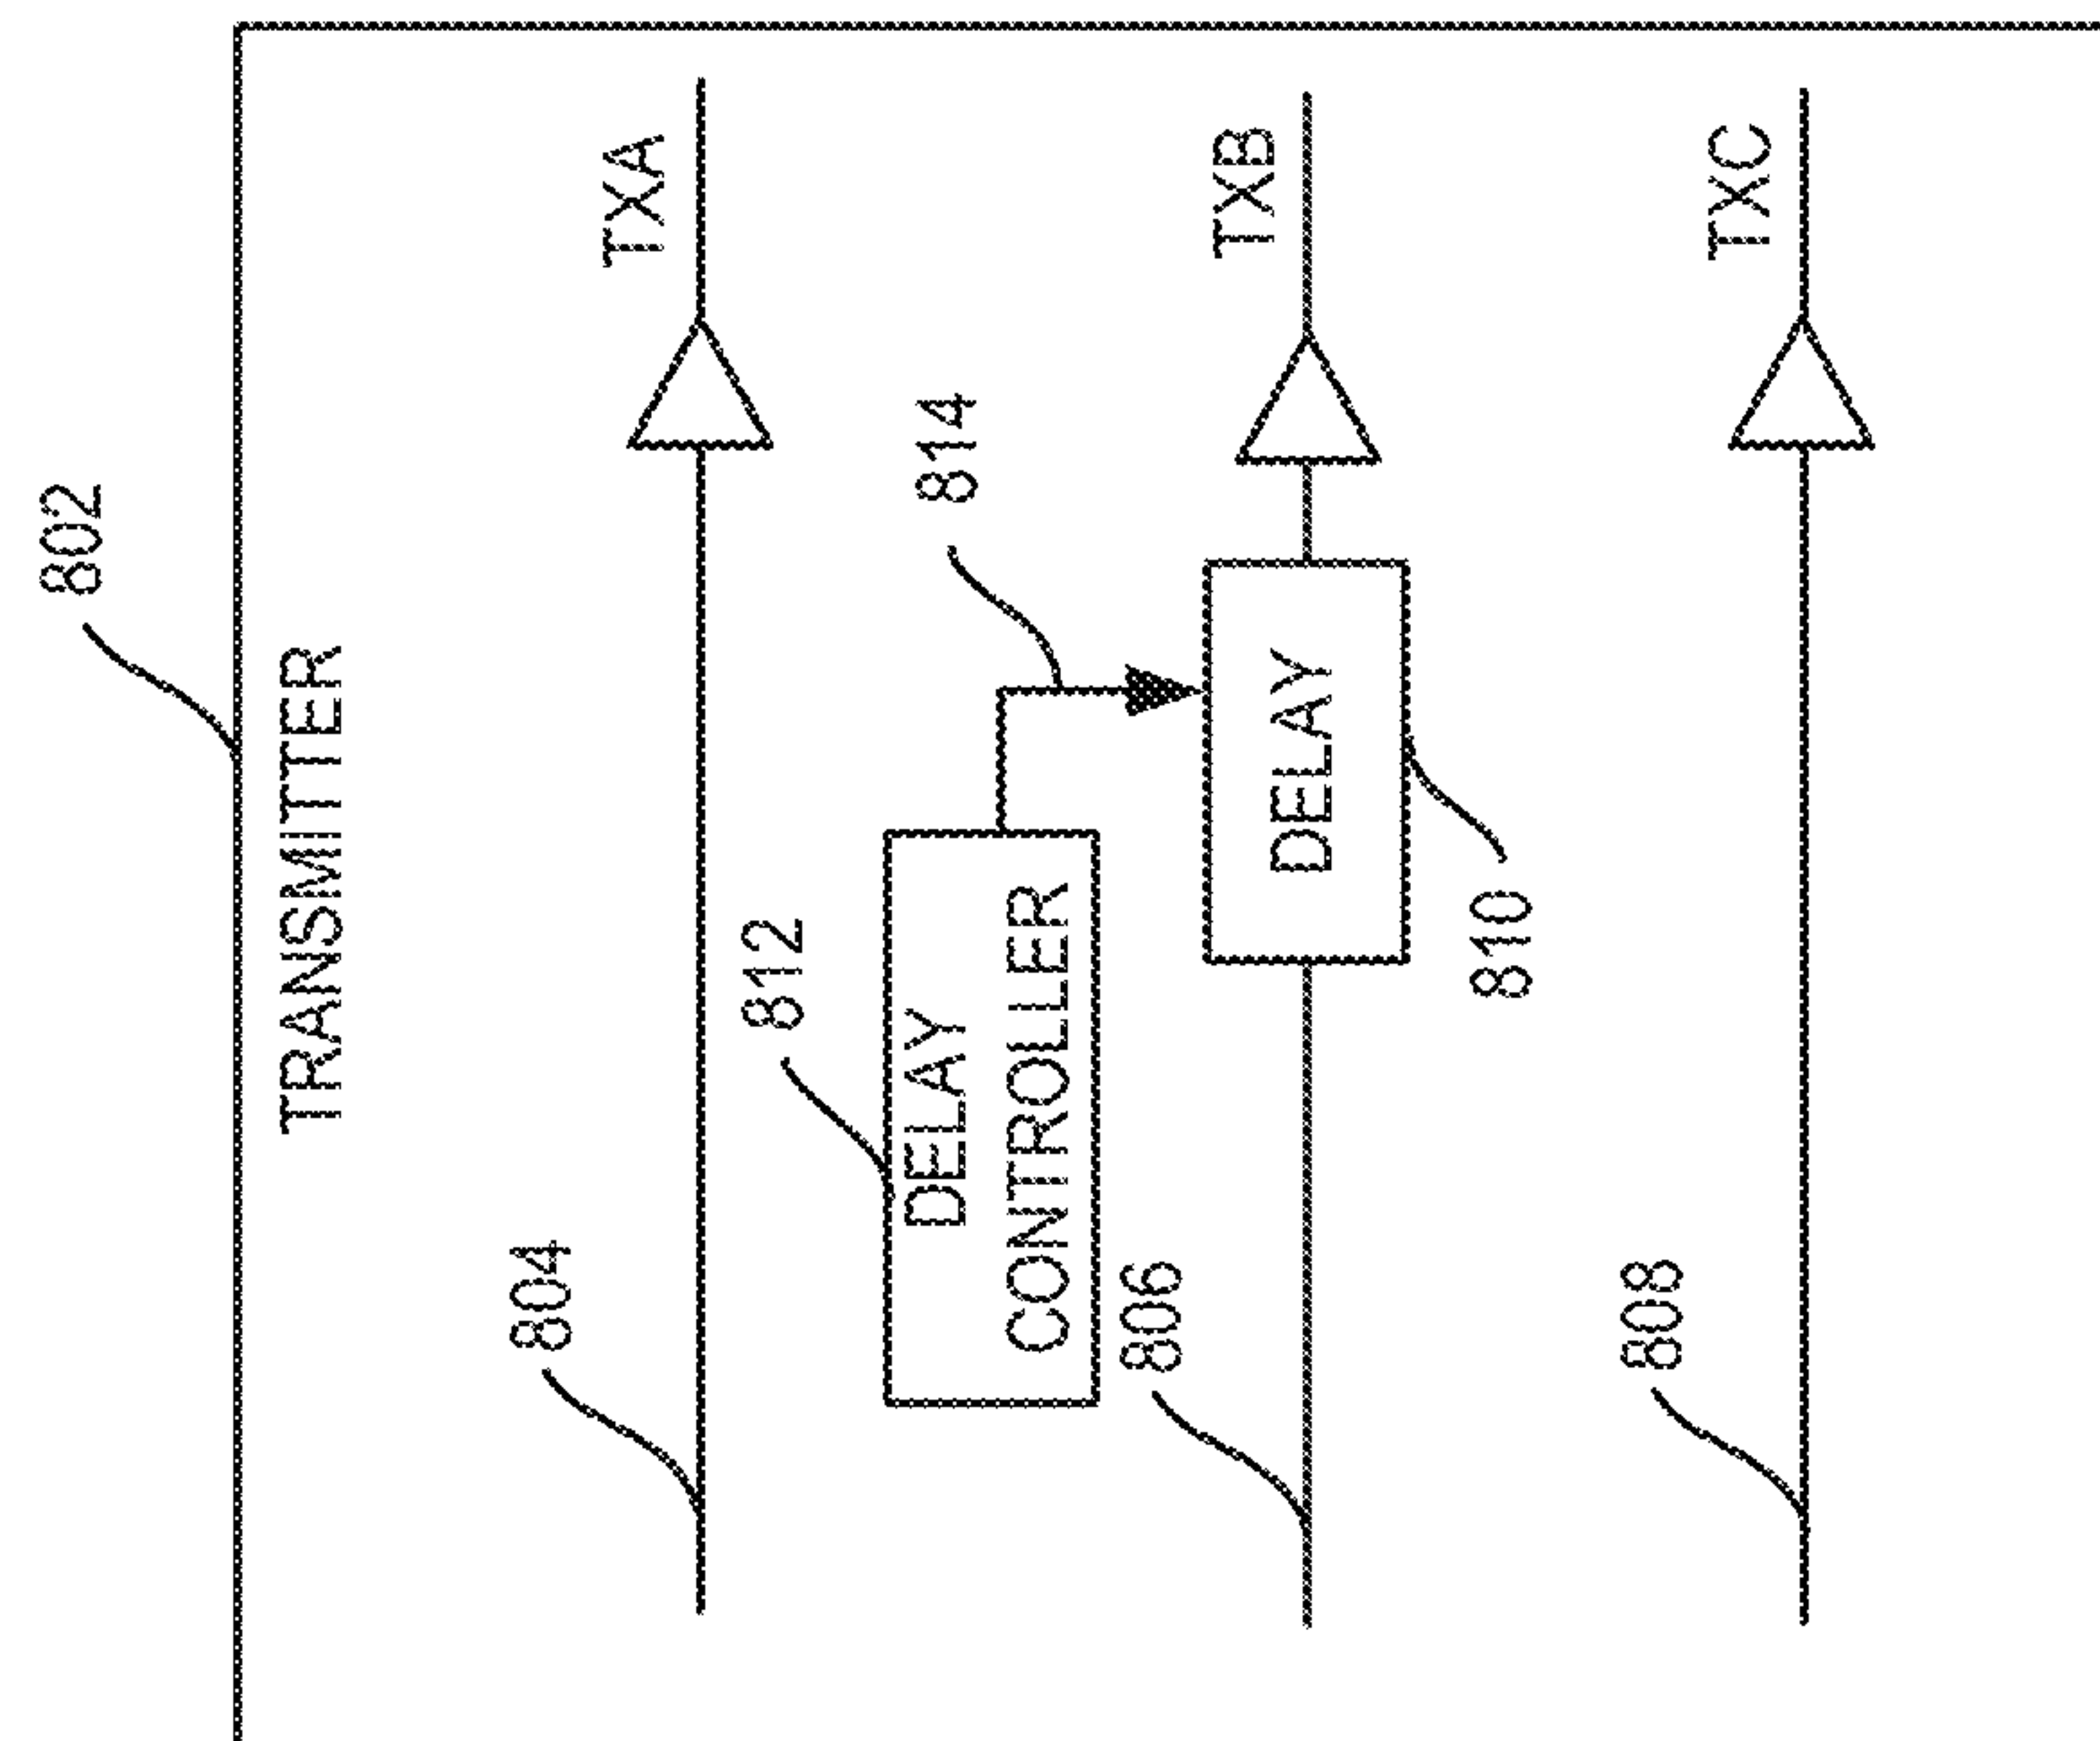 802
TRANSMITTER
804
TXA
812
DELAY
CONTROLLER
814
806
DELAY
TXB
810
808
TXC